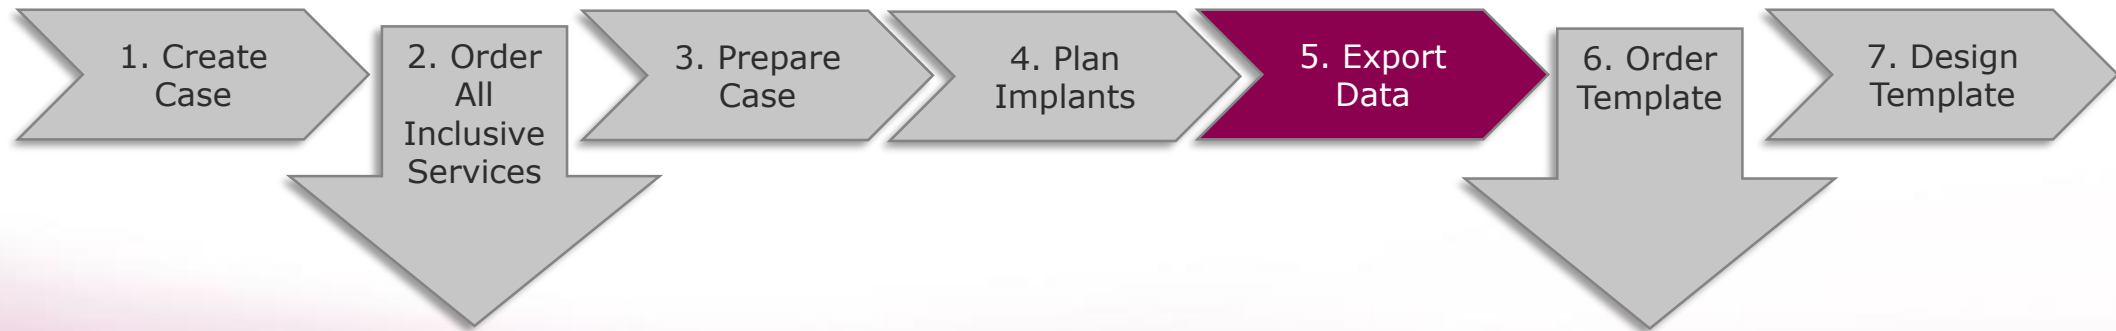 1. Create
Case
2. Order
All
Inclusive
Services
3. Prepare
Case
4. Plan
Implants
5. Export
Data
6. Order
Template
7. Design
Template